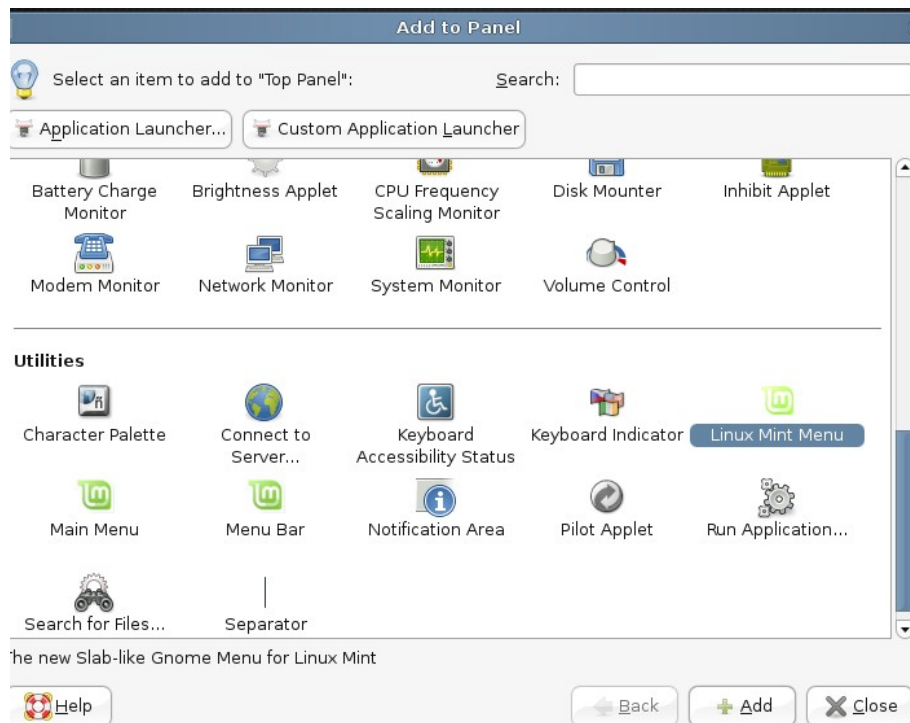 Add to Panel
Select an item to add to "Top Panel":
Search:
Application Launcher...
Custom Application Launcher
Battery Charge
Monitor
Brightness Applet
CPU Frequency
Scaling Monitor
Disk Mounter
Inhibit Applet
Modem Monitor
Network Monitor
System Monitor
Volume Control
Utilities
Character Palette
Connect to
Server...
Keyboard
Accessibility Status
Keyboard Indicator
Linux Mint Menu
Main Menu
Menu Bar
Notification Area
Pilot Applet
Run Application...
Search for Files...
Separator
The new Slab-like Gnome Menu for Linux Mint
Help
Back
Add
Close